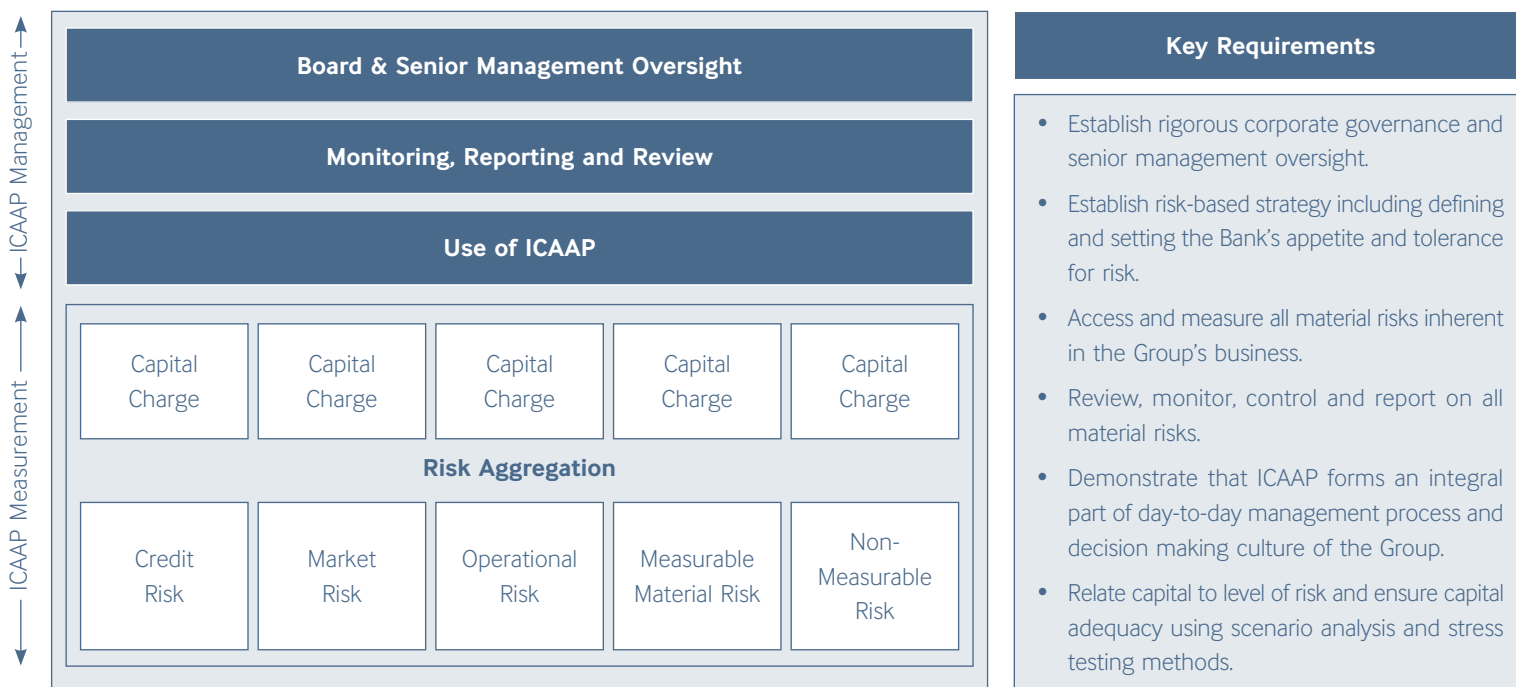 ICAAP Management
Board & Senior Management Oversight
Monitoring, Reporting and Review
Use of ICAAP
ICAAP Measurement
Capital
Charge
Capital
Charge
Capital
Charge
Capital
Charge
Capital
Charge
Risk Aggregation
Credit
Risk
Market
Risk
Operational
Risk
Measurable
Material Risk
Non-
Measurable
Risk
Key Requirements
• Establish rigorous corporate governance and
senior management oversight.
• Establish risk-based strategy including defining
and setting the Bank’s appetite and tolerance
for risk.
• Access and measure all material risks inherent
in the Group’s business.
• Review, monitor, control and report on all
material risks.
• Demonstrate that ICAAP forms an integral
part of day-to-day management process and
decision making culture of the Group.
• Relate capital to level of risk and ensure capital
adequacy using scenario analysis and stress
testing methods.